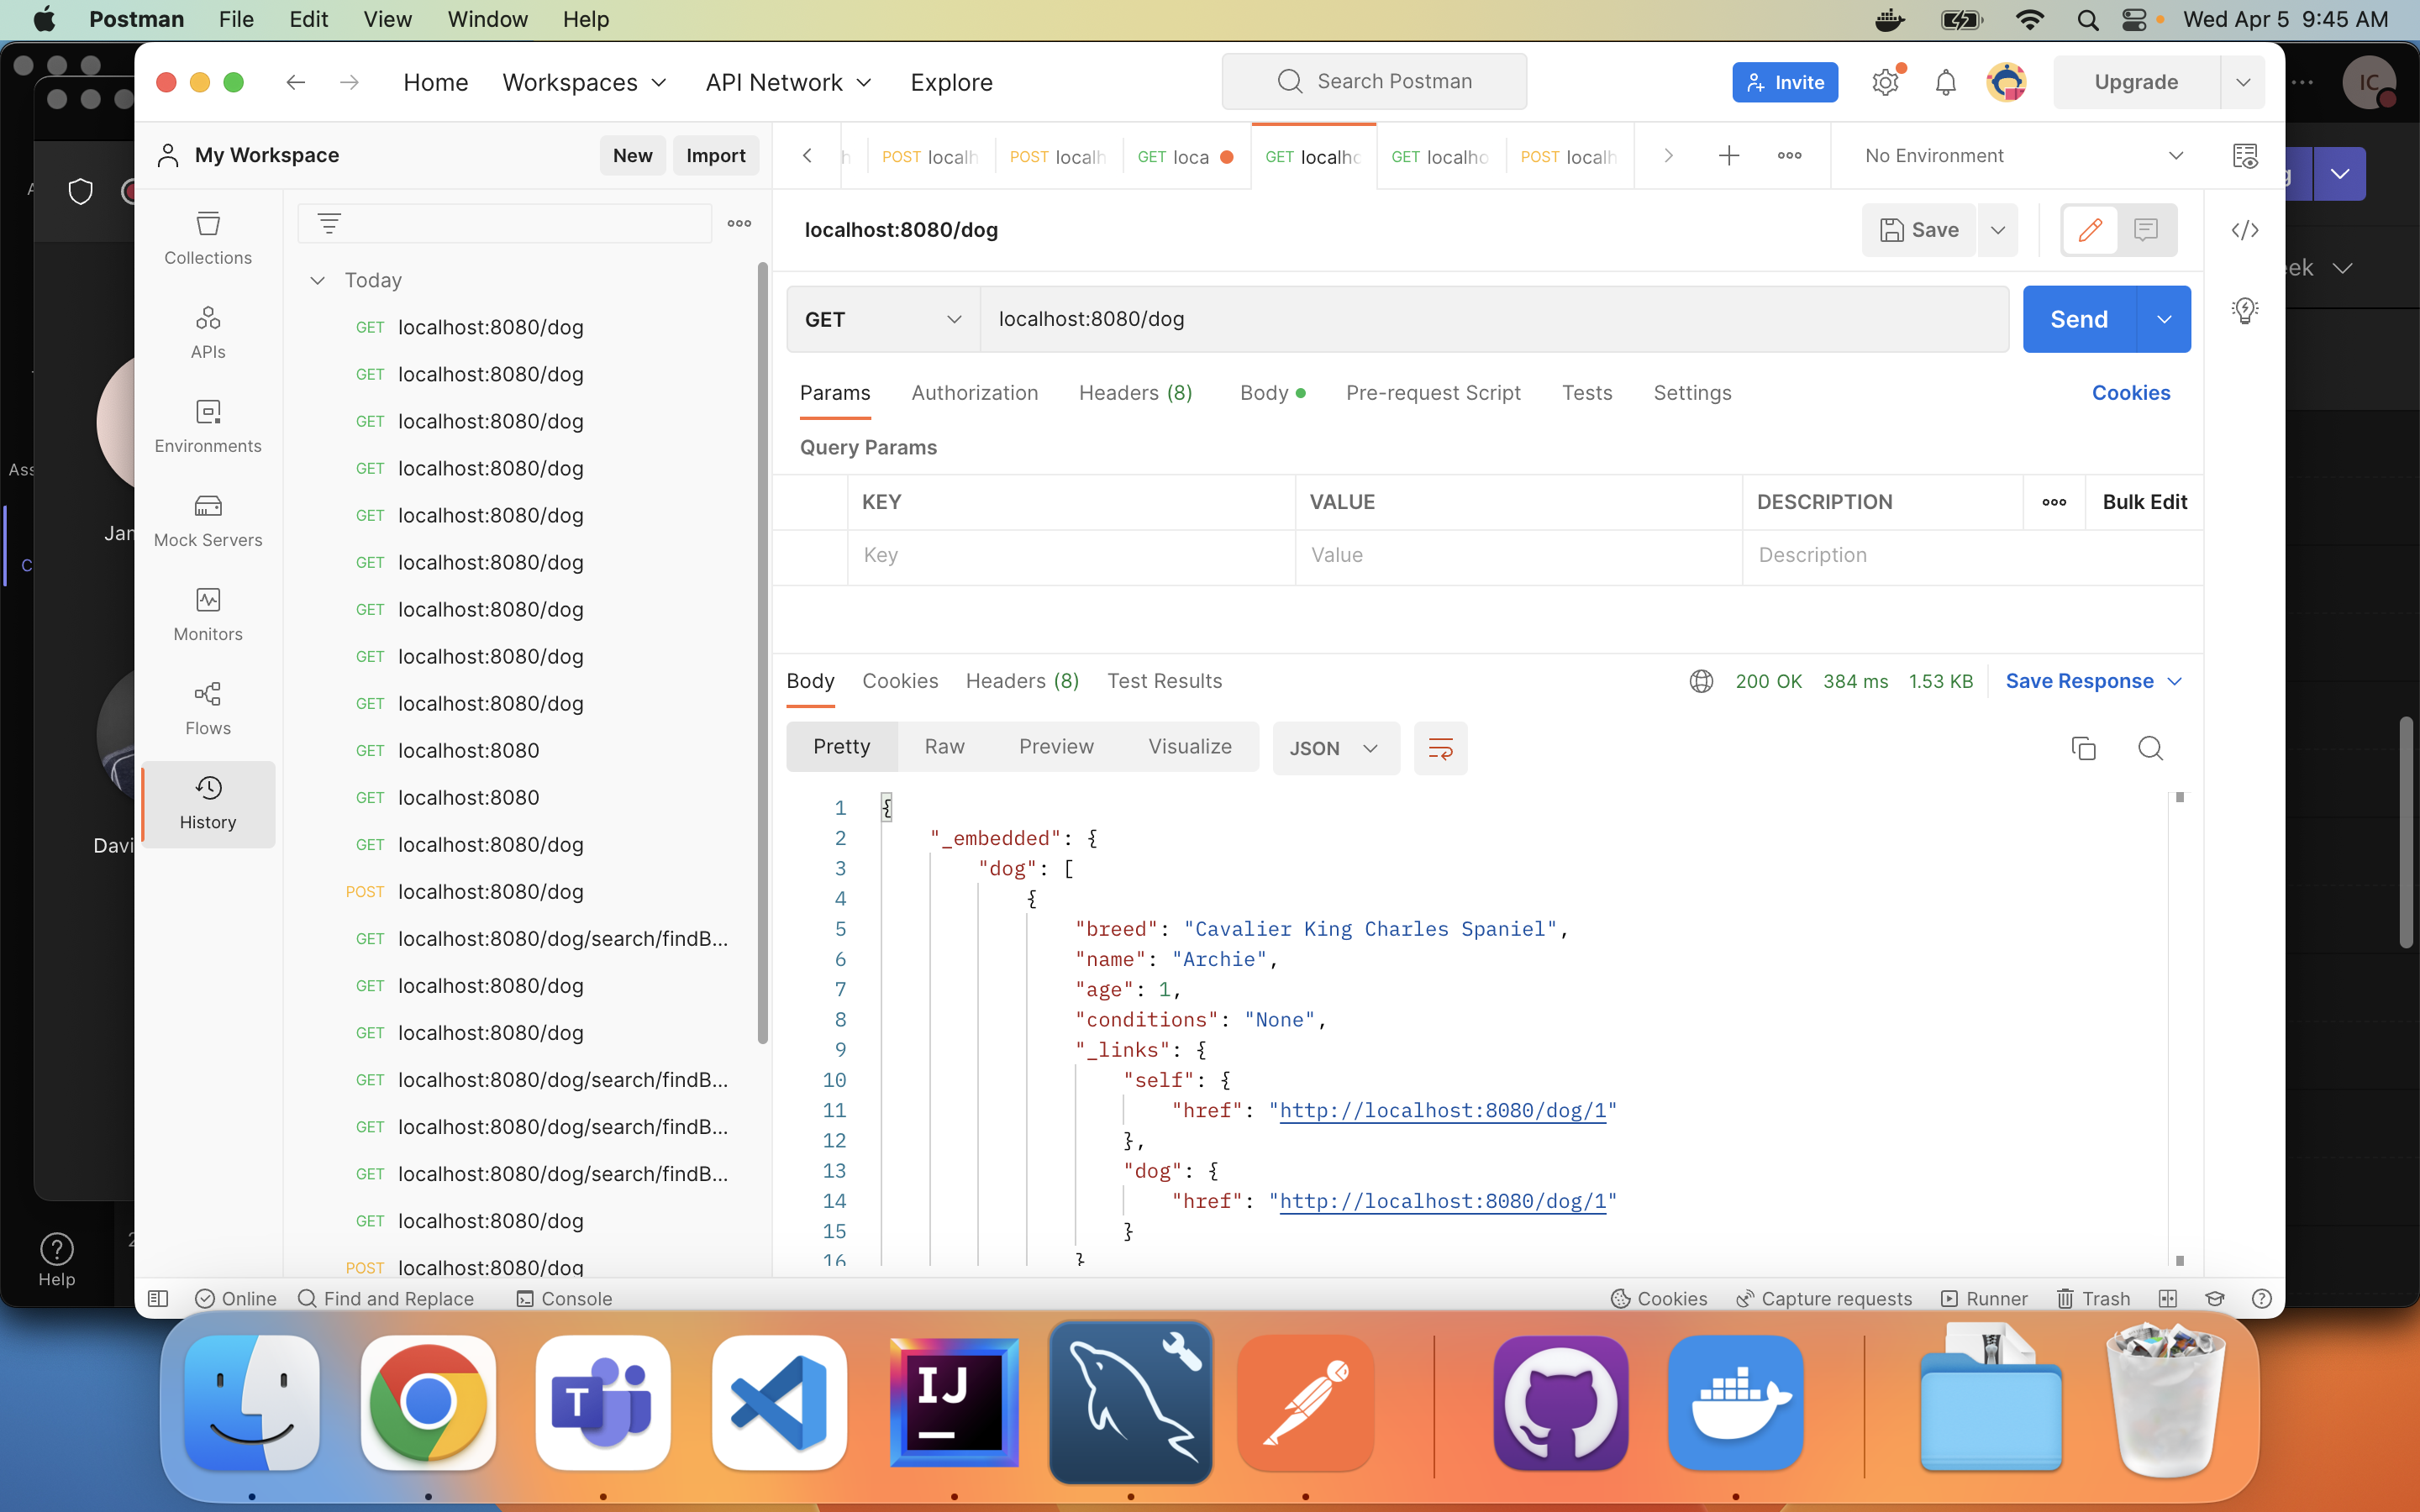 Postman File Edit View Window Help Wed Apr 5 9:45 AM
Home Workspaces API Network Explore Search Postman Invite Upgrade
IC
My Workspace New Import POST localh POST localh GET loca GET localho GET localho POST localh No Environment
localhost:8080/dog Save
Collections
Today
GET localhost:8080/dog
GET localhost:8080/dog
GET localhost:8080/dog
GET localhost:8080/dog
GET localhost:8080/dog
GET localhost:8080/dog
GET localhost:8080/dog
GET localhost:8080/dog
GET localhost:8080/dog
GET localhost:8080
GET localhost:8080
GET localhost:8080/dog
POST localhost:8080/dog
GET localhost:8080/dog/search/findB...
GET localhost:8080/dog
GET localhost:8080/dog
GET localhost:8080/dog/search/findB...
GET localhost:8080/dog/search/findB...
GET localhost:8080/dog/search/findB...
GET localhost:8080/dog
POST localhost:8080/dog
APIs
Environments
Mock Servers
Monitors
Flows
History
GET localhost:8080/dog Send
Params Authorization Headers (8) Body Pre-request Script Tests Settings Cookies
Query Params
KEY VALUE DESCRIPTION Bulk Edit
Key Value Description
Body Cookies Headers (8) Test Results 200 OK 384 ms 1.53 KB Save Response
Pretty Raw Preview Visualize JSON
1 {
2 "_embedded": {
3 "dog": [
4 {
5 "breed": "Cavalier King Charles Spaniel",
6 "name": "Archie",
7 "age": 1,
8 "conditions": "None",
9 "_links": {
10 "self": {
11 "href": "http://localhost:8080/dog/1"
12 },
13 "dog": {
14 "href": "http://localhost:8080/dog/1"
15 }
16 }
Online Find and Replace Console Cookies Capture requests Runner Trash
Ass
C
Jan
Davi
eek
Help
T
IJ